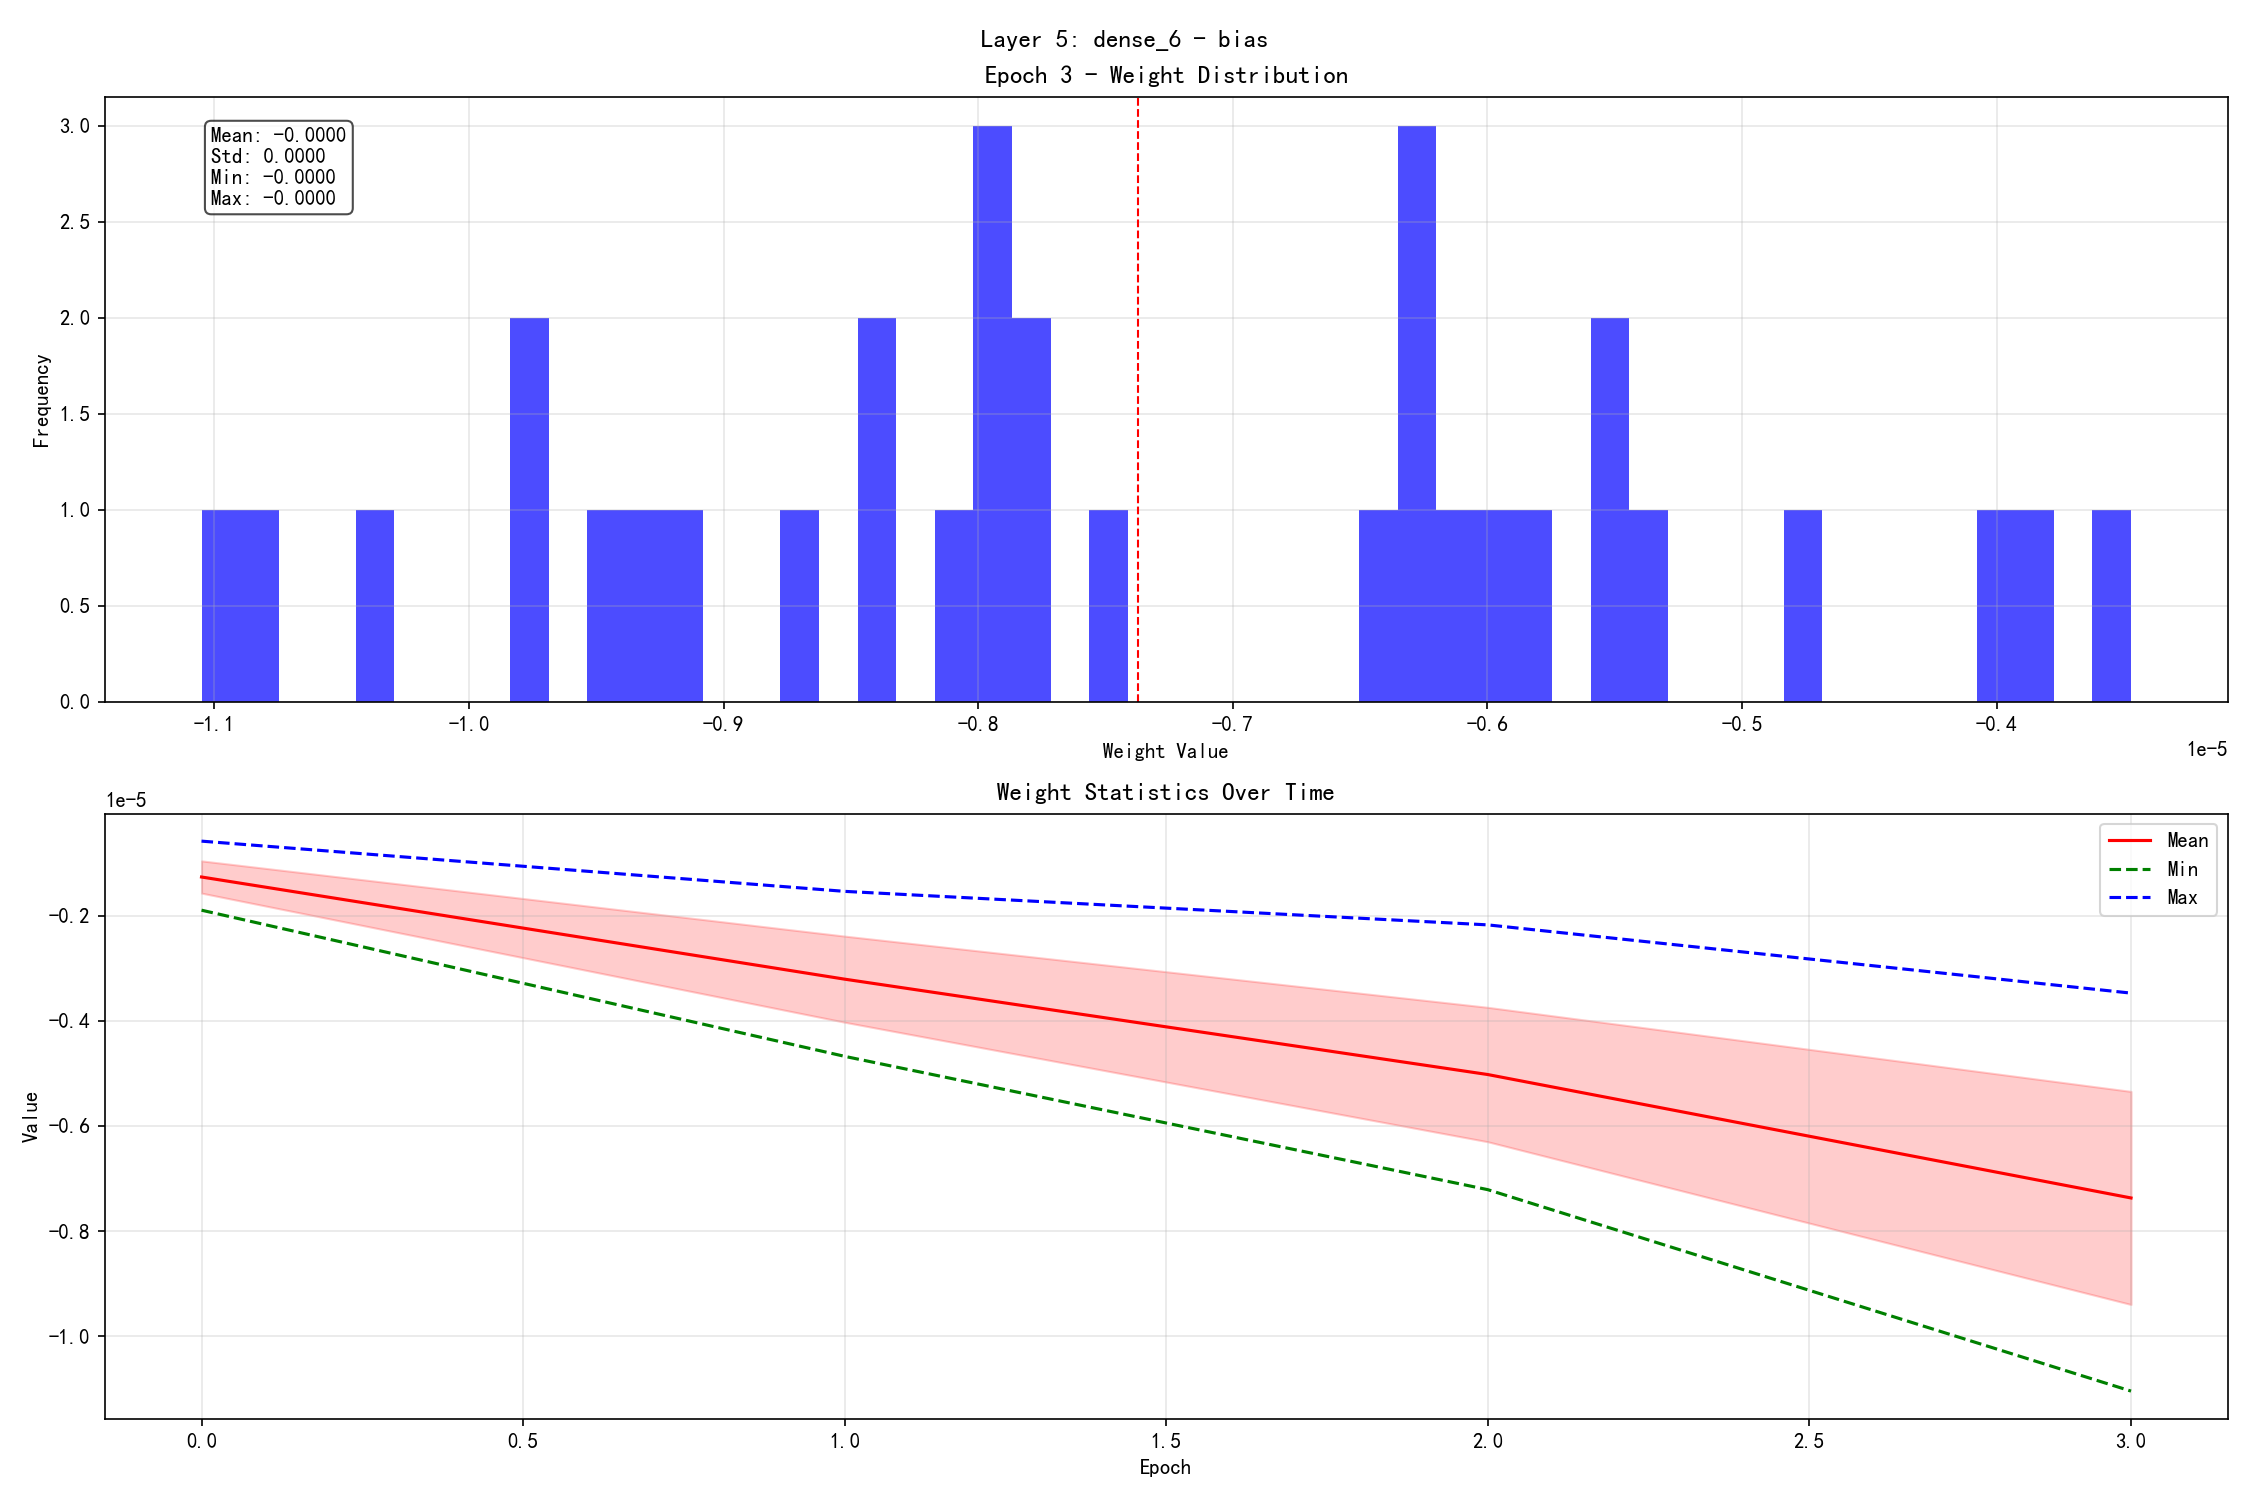 Layer 5: dense_6 - bias
Epoch 3 - Weight Distribution
3.0
2.5
2.0
1.5
1.0
0.5
0.0
Frequency
Mean: -0.0000
Std: 0.0000
Min: -0.0000
Max: -0.0000
-1.1 -1.0 -0.9 -0.8 -0.7 -0.6 -0.5 -0.4
Weight Value
1e-5
Weight Statistics Over Time
1e-5
-0.2
-0.4
-0.6
-0.8
-1.0
Value
Mean
Min
Max
0.0 0.5 1.0 1.5 2.0 2.5 3.0
Epoch